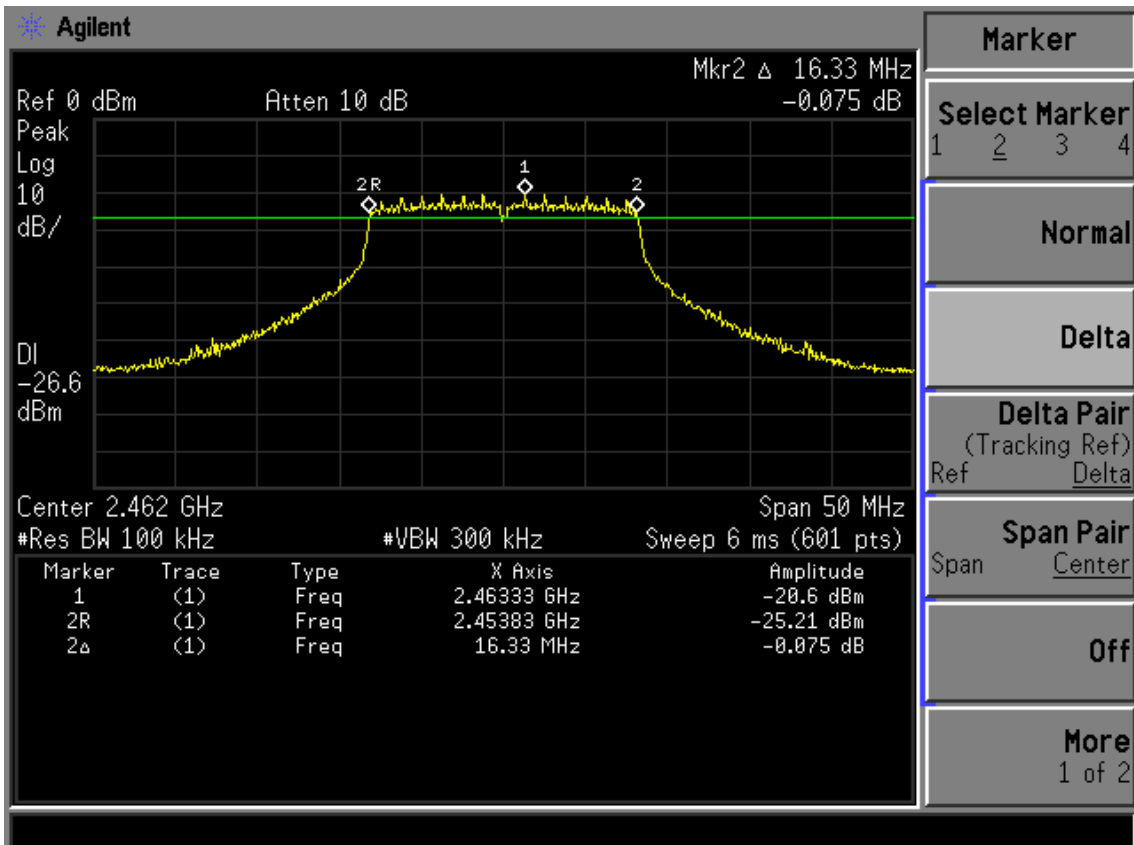 Agilent
Mkr2 Δ 16.33 MHz
Ref 0 dBm Atten 10 dB -0.075 dB
Peak
Log
10
dB/
2R
1
2
DI
-26.6
dBm
Center 2.462 GHz Span 50 MHz
#Res BW 100 kHz #VBW 300 kHz Sweep 6 ms (601 pts)
Marker Trace Type X Axis Amplitude
1 (1) Freq 2.46333 GHz -20.6 dBm
2R (1) Freq 2.45383 GHz -25.21 dBm
2Δ (1) Freq 16.33 MHz -0.075 dB
Marker
Select Marker
1 2 3 4
Normal
Delta
Delta Pair
(Tracking Ref)
Ref Delta
Span Pair
Span Center
Off
More
1 of 2